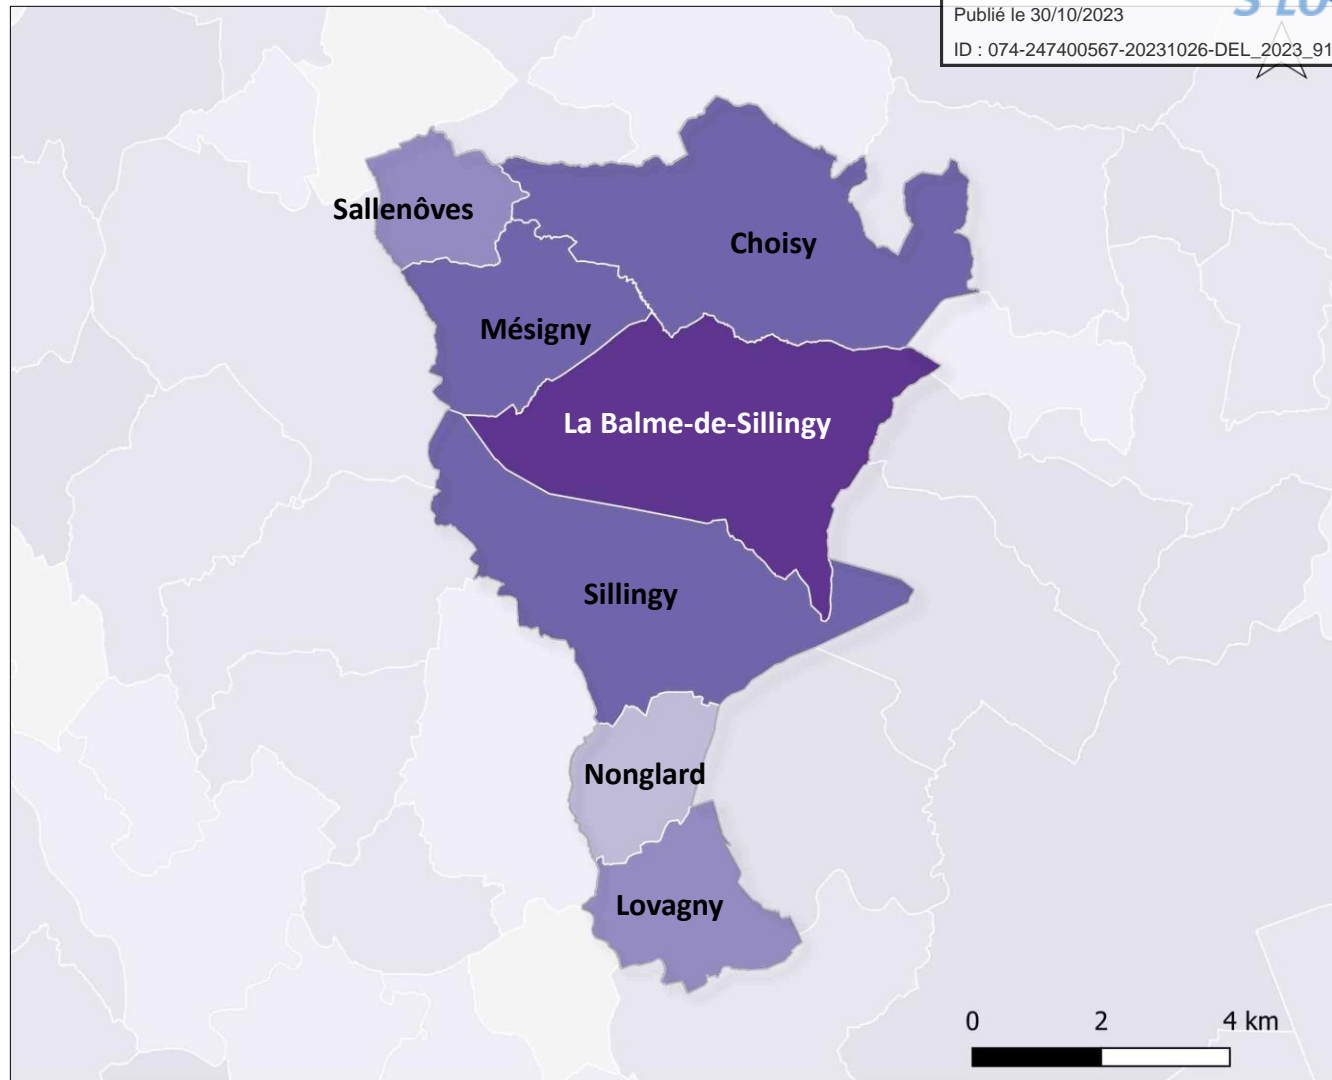 Publié le 30/10/2023
ID : 074-247400567-20231026-DEL_2023_91
Sallenôves
Choisy
Mésigny
La Balme-de-Sillingy
Sillingy
Nonglard
Lovagny
0 2 4 km